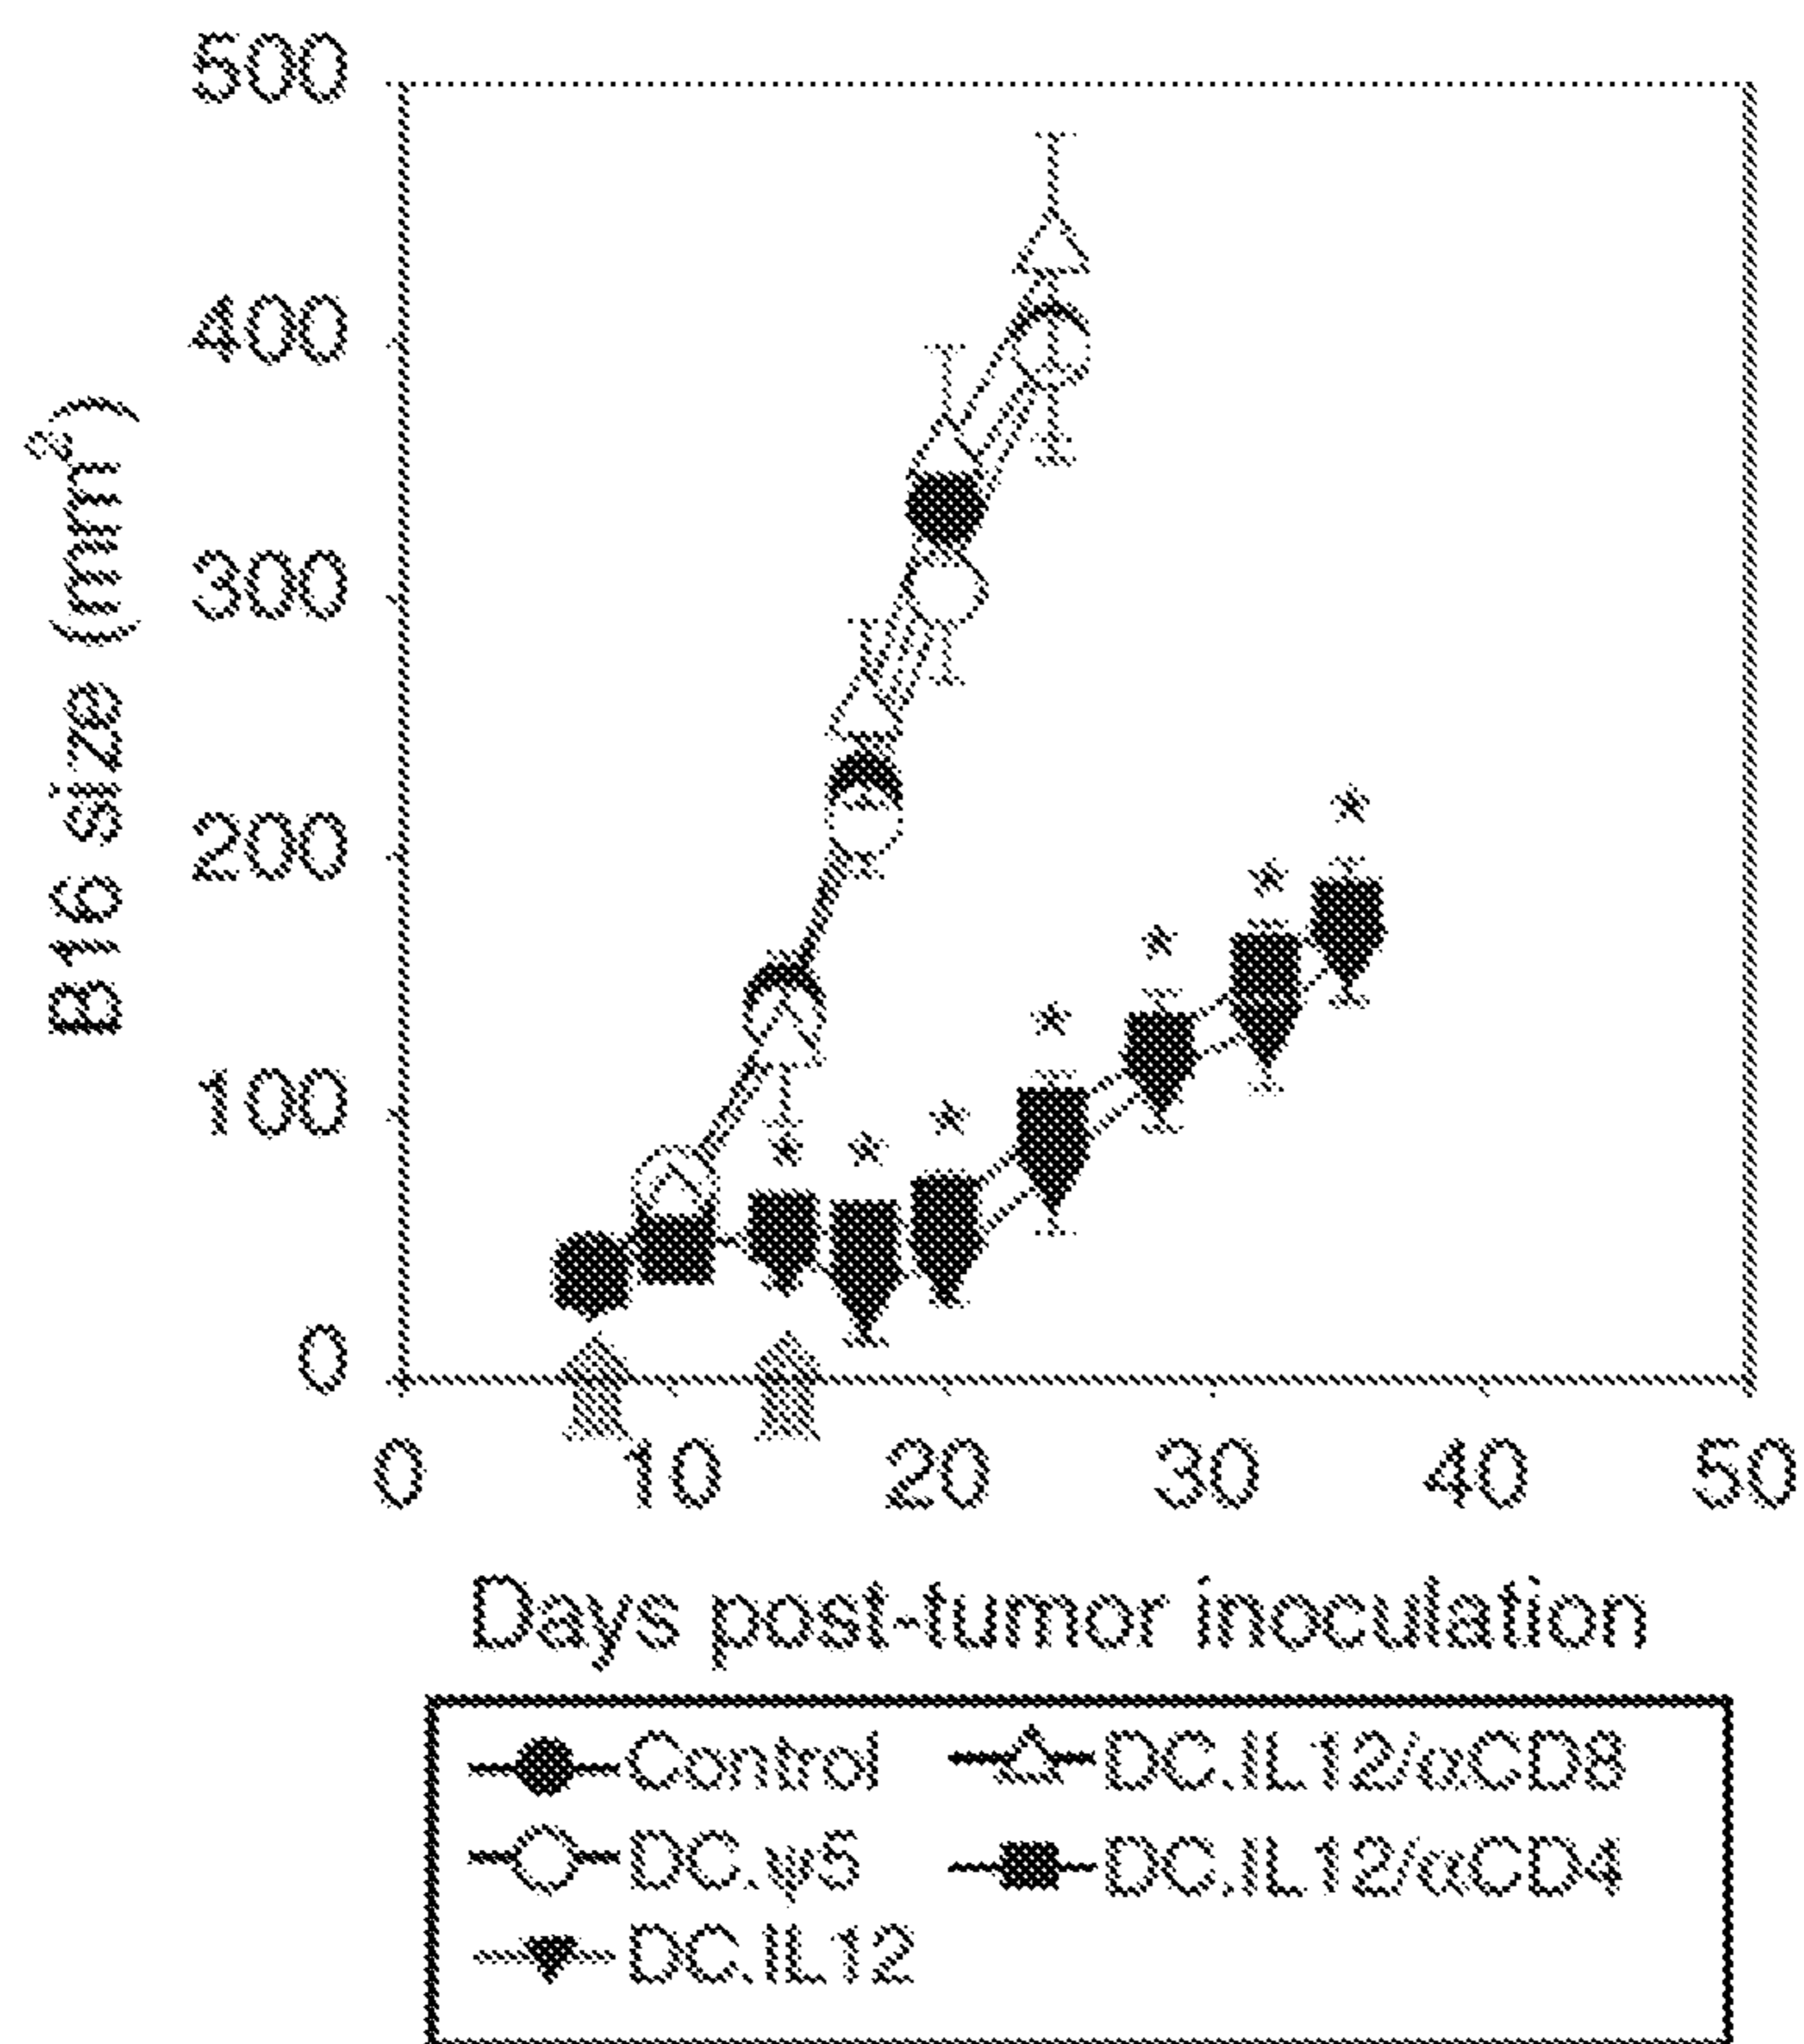 B16 size (mm²)
500
400
300
200
100
0
*
*
*
*
*
*
*
0 10 20 30 40 50
Days post-tumor inoculation
Control DC.IL12/αCD8
DC.ψ5 DC.IL12/αCD4
DC.IL12